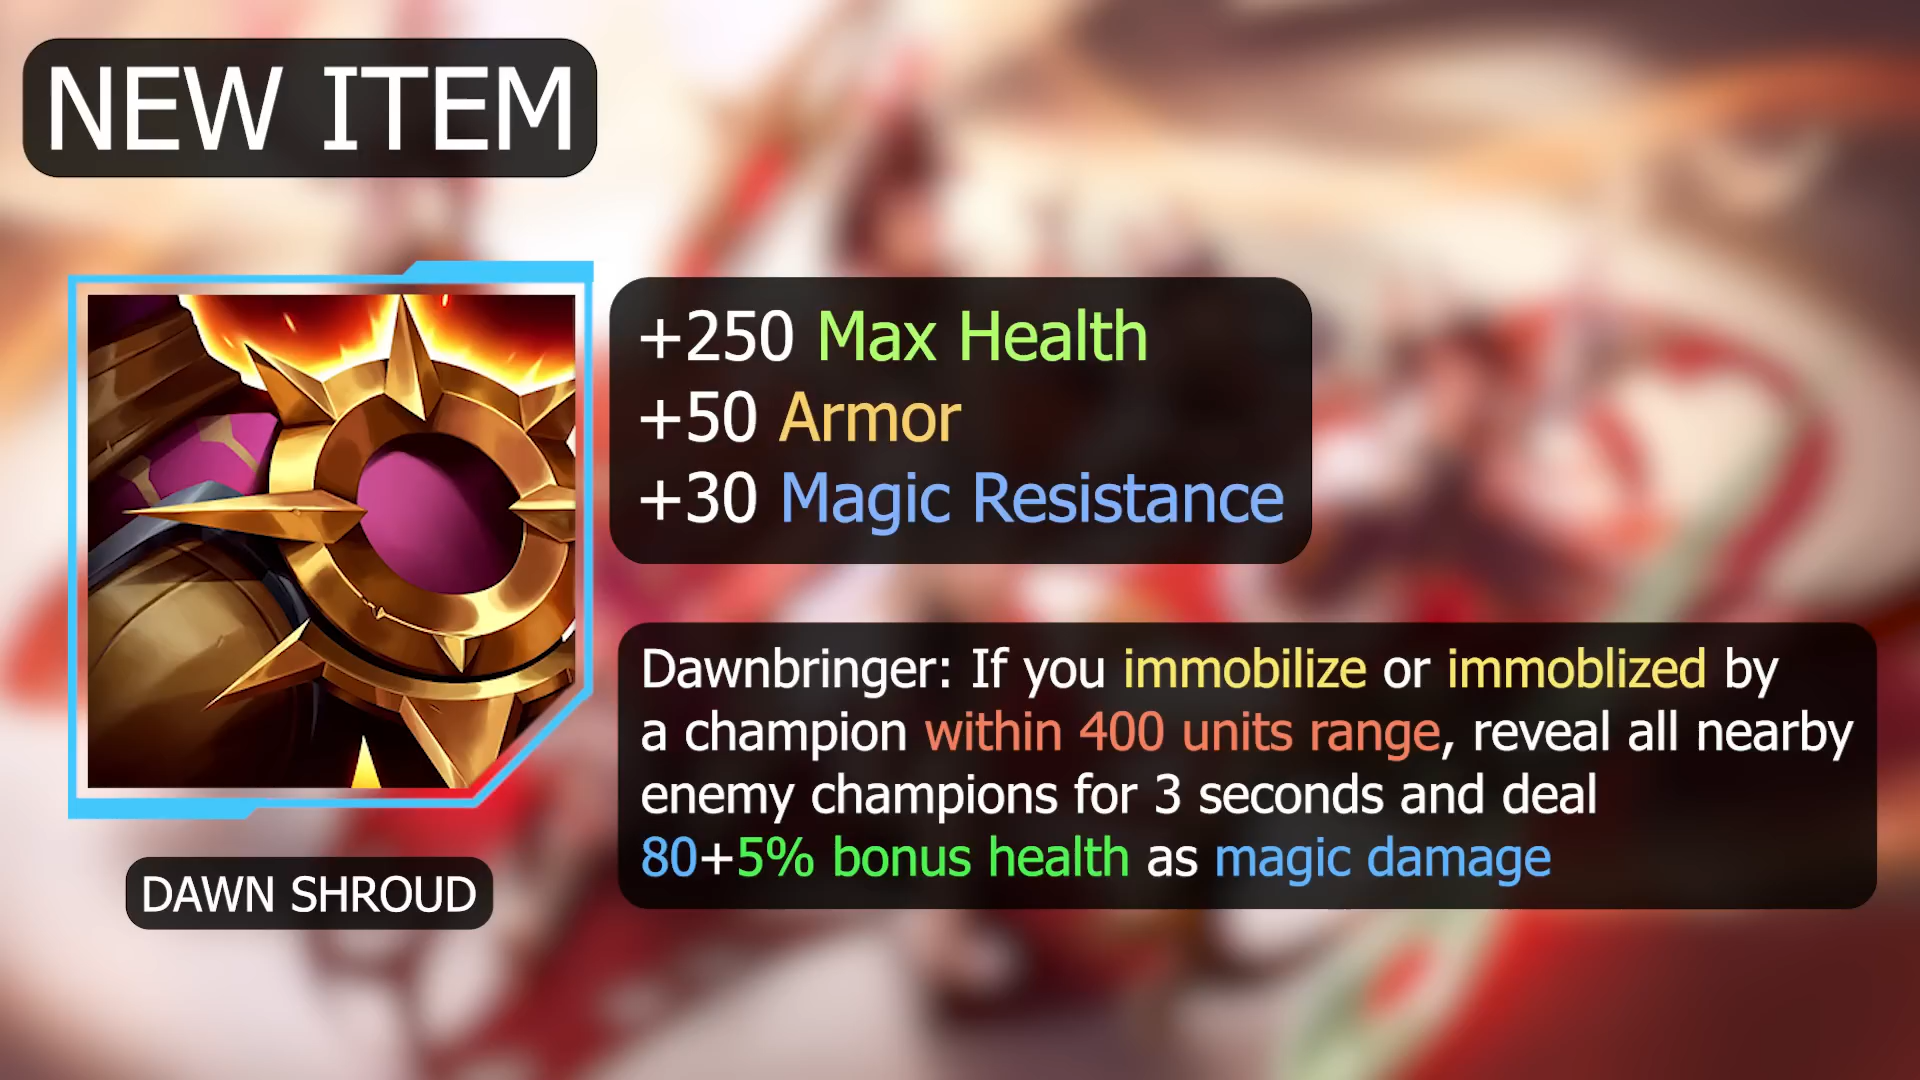 NEW ITEM
+250 Max Health
+50 Armor
+30 Magic Resistance
Dawnbringer: If you immobilize or immoblized by
a champion within 400 units range, reveal all nearby
enemy champions for 3 seconds and deal
80+5% bonus health as magic damage
DAWN SHROUD